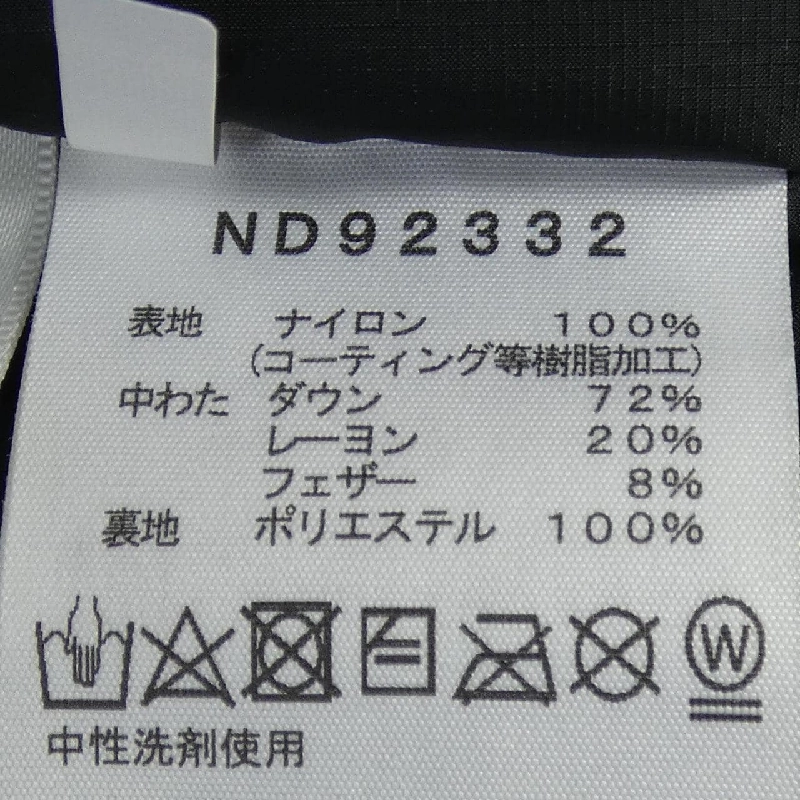 ND92332
表地 ナイロン 100%
(コーティング等樹脂加工)
中わた ダウン 72%
レーヨン 20%
フェザー 8%
裏地 ポリエステル 100%
W
中性洗剤使用